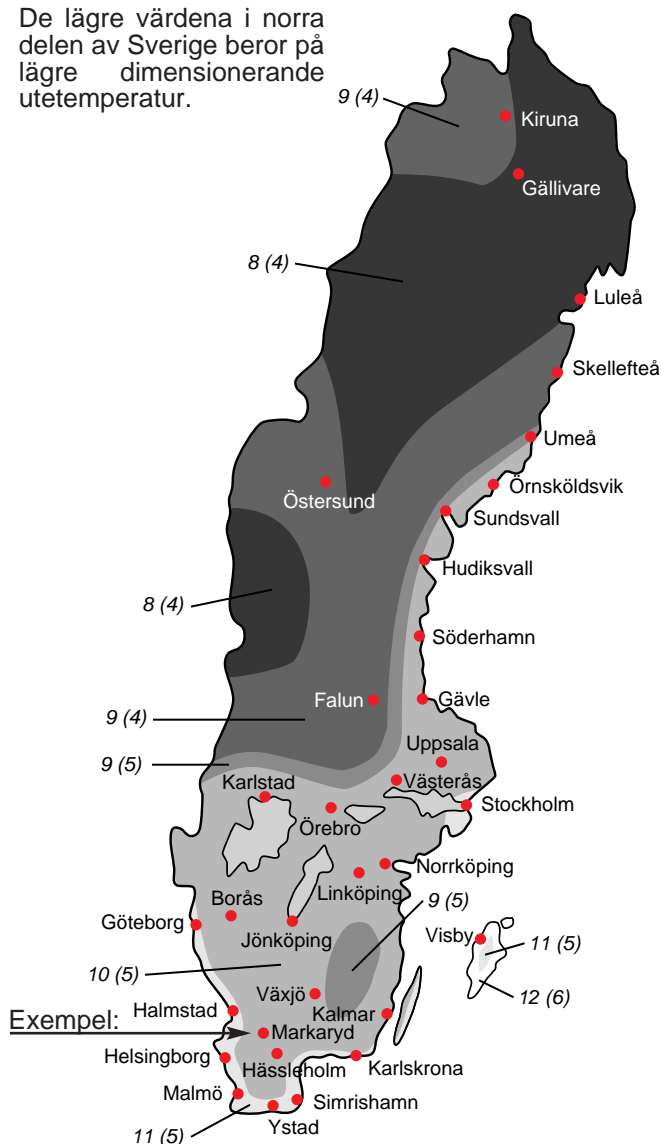 De lägre värdena i norra
delen av Sverige beror på
lägre dimensionerande
utetemperatur.
9 (4)
Kiruna
Gällivare
8 (4)
Luleå
Skellefteå
Umeå
Östersund
Örnsköldsvik
Sundsvall
Hudiksvall
8 (4)
Söderhamn
Falun
Gävle
9 (4)
Uppsala
9 (5)
Karlstad
Västerås
Stockholm
Örebro
Norrköping
Linköping
Borås
9 (5)
Göteborg
Jönköping
Visby
11 (5)
10 (5)
Växjö
12 (6)
Halmstad
Kalmar
Exempel:
Markaryd
Helsingborg
Hässleholm
Karlskrona
Malmö
Simrishamn
Ystad
11 (5)